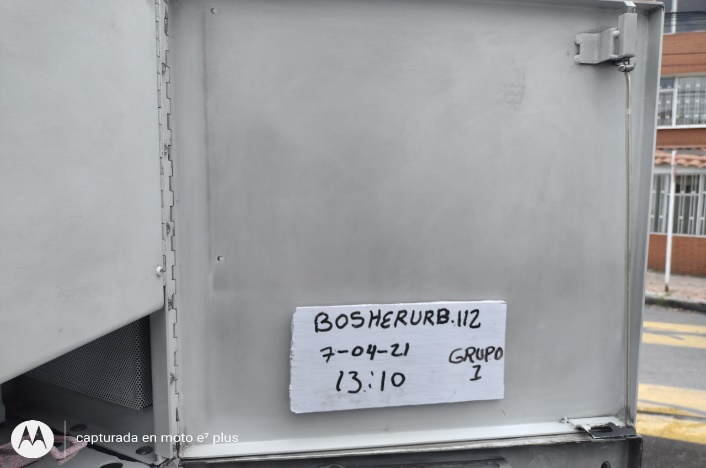 BOSHERURB.112
7-04-21
GRUPO
I
13:10
capturada en moto e⁷ plus